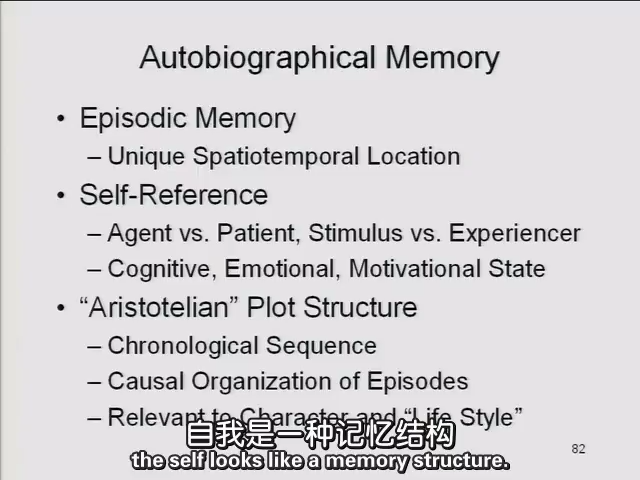 Autobiographical Memory
• Episodic Memory
– Unique Spatiotemporal Location
• Self-Reference
– Agent vs. Patient, Stimulus vs. Experiencer
– Cognitive, Emotional, Motivational State
• “Aristotelian” Plot Structure
– Chronological Sequence
– Causal Organization of Episodes
– Relevant to Character and “Life Style”
自我是一种记忆结构
the self looks like a memory structure.
82